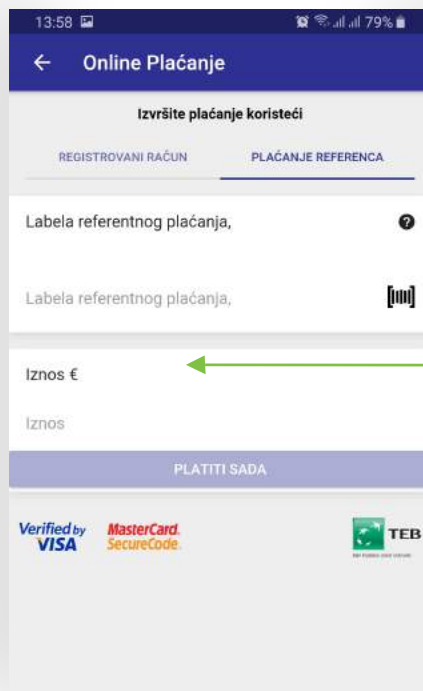 13:58 79%
Online Plaćanje
Izvršite plaćanje koristeći
REGISTROVANI RAČUN PLAĆANJE REFERENCA
Labela referentnog plaćanja,
Labela referentnog plaćanja,
Iznos €
Iznos
PLATITI SADA
Verified by VISA MasterCard. SecureCode. TEB